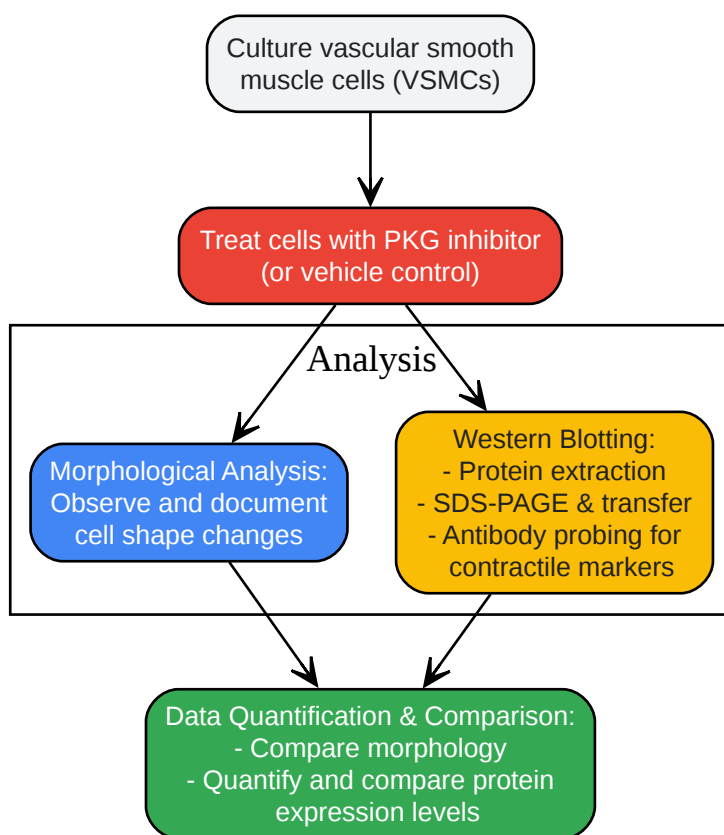 Culture vascular smooth
muscle cells (VSMCs)
Treat cells with PKG inhibitor
(or vehicle control)
Analysis
Morphological Analysis:
Observe and document
cell shape changes
Western Blotting:
- Protein extraction
- SDS-PAGE & transfer
- Antibody probing for
contractile markers
Data Quantification & Comparison:
- Compare morphology
- Quantify and compare protein
expression levels